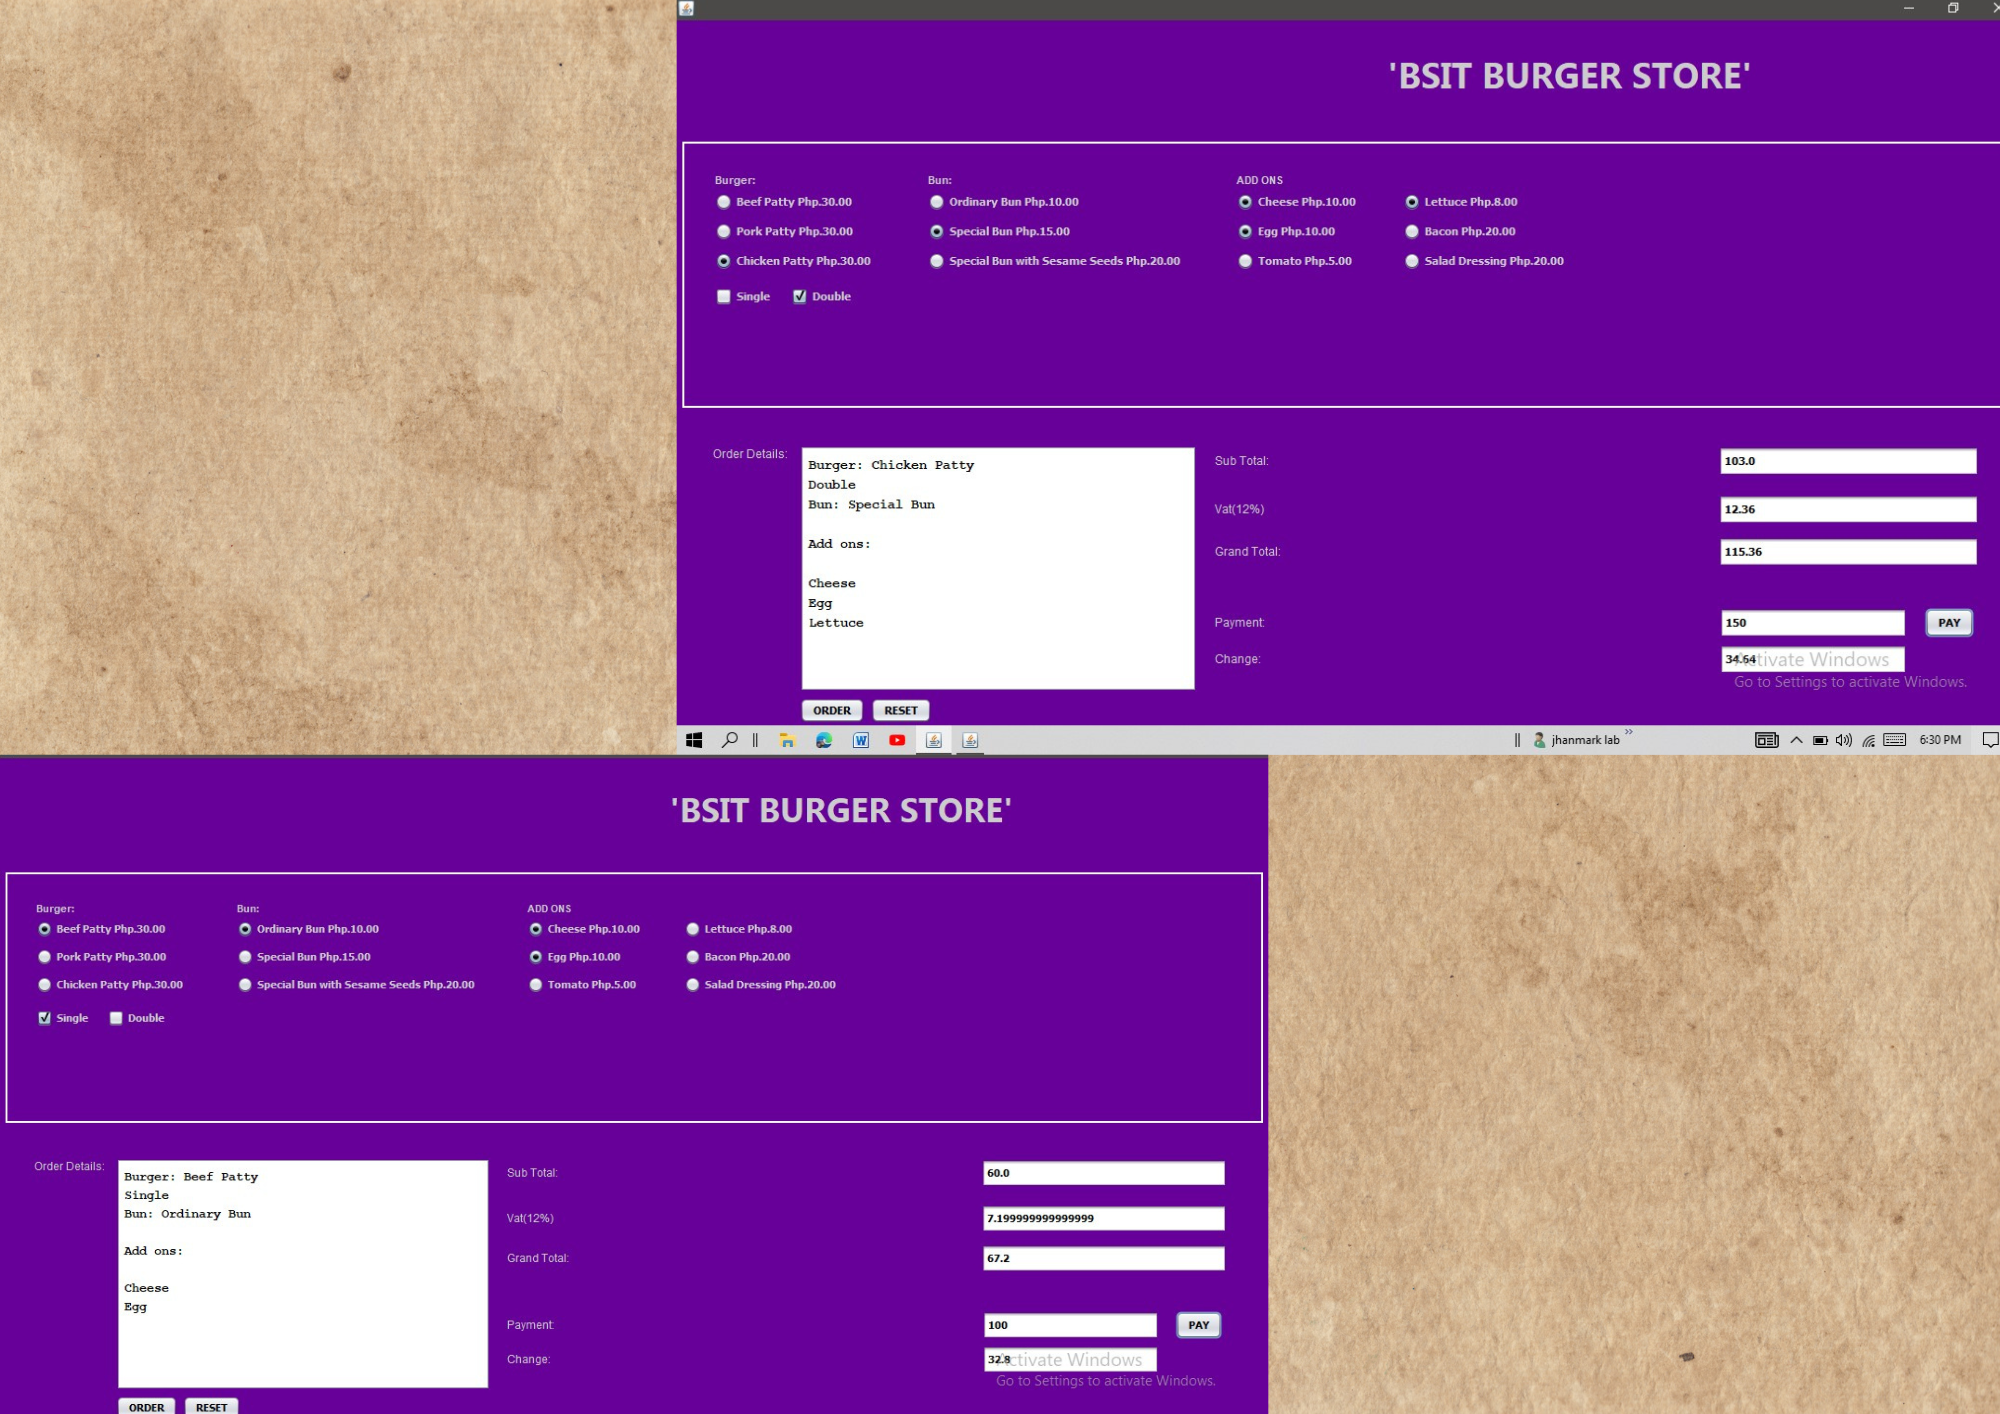 'BSIT BURGER STORE'
Burger: Bun: ADD ONS
Beef Patty Php.30.00 Ordinary Bun Php.10.00 Cheese Php.10.00 Lettuce Php.8.00
Pork Patty Php.30.00 Special Bun Php.15.00 Egg Php.10.00 Bacon Php.20.00
Chicken Patty Php.30.00 Special Bun with Sesame Seeds Php.20.00 Tomato Php.5.00 Salad Dressing Php.20.00
Single Double
Order Details:
Burger: Chicken Patty
Double
Bun: Special Bun
Add ons:
Cheese
Egg
Lettuce
Sub Total: 103.0
Vat(12%) 12.36
Grand Total: 115.36
Payment: 150 PAY
Change: 34.64
Activate Windows
Go to Settings to activate Windows.
ORDER RESET
W jhanmark lab » 6:30 PM
'BSIT BURGER STORE'
Burger: Bun: ADD ONS
Beef Patty Php.30.00 Ordinary Bun Php.10.00 Cheese Php.10.00 Lettuce Php.8.00
Pork Patty Php.30.00 Special Bun Php.15.00 Egg Php.10.00 Bacon Php.20.00
Chicken Patty Php.30.00 Special Bun with Sesame Seeds Php.20.00 Tomato Php.5.00 Salad Dressing Php.20.00
Single Double
Order Details:
Burger: Beef Patty
Single
Bun: Ordinary Bun
Add ons:
Cheese
Egg
Sub Total: 60.0
Vat(12%) 7.199999999999999
Grand Total: 67.2
Payment: 100 PAY
Change: 32.8
Activate Windows
Go to Settings to activate Windows.
ORDER RESET